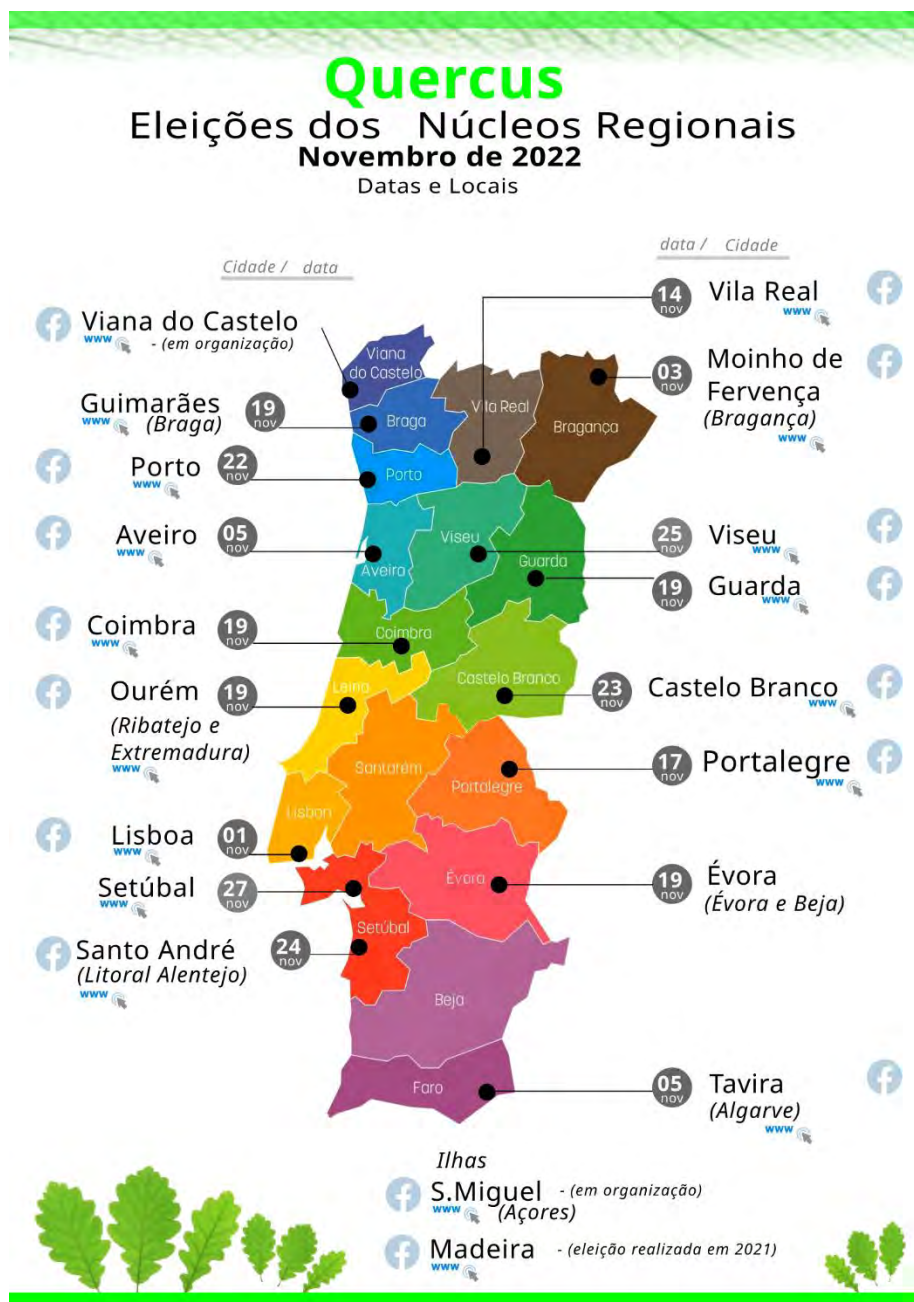 Quercus
Eleições dos Núcleos Regionais
Novembro de 2022
Datas e Locais
Cidade / data
Viana do Castelo
www - (em organização)
Guimarães 19 nov
www (Braga)
Porto 22 nov
www
Aveiro 05 nov
www
Coimbra 19 nov
www
Ourém 19 nov
(Ribatejo e
Extremadura)
www
Lisboa 01 nov
www
Setúbal 27 nov
www
Santo André 24 nov
(Litoral Alentejo)
www
data / Cidade
14 nov Vila Real
www
03 nov Moinho de
Fervença
(Bragança)
www
25 nov Viseu
www
19 nov Guarda
www
23 nov Castelo Branco
www
17 nov Portalegre
www
19 nov Évora
(Évora e Beja)
05 nov Tavira
(Algarve)
www
Viana
do Castelo
Braga
Vila Real
Bragança
Porto
Viseu
Guarda
Aveiro
Coimbra
Castelo Branco
Leiria
Santarém
Portalegre
Lisbon
Évora
Setúbal
Beja
Faro
Ilhas
S.Miguel - (em organização)
www (Açores)
Madeira - (eleição realizada em 2021)
www